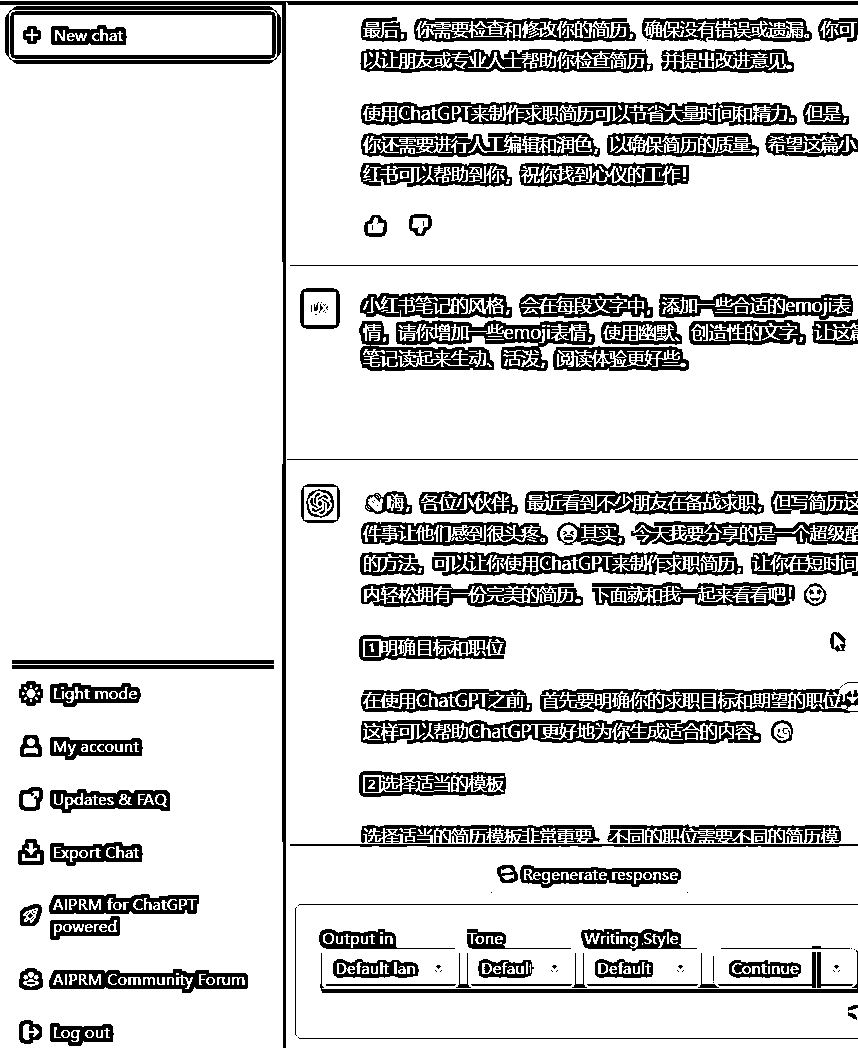 New chat
最后，你需要检查和修改你的简历，确保没有错误或遗漏。你可
以让朋友或专业人士帮助你检查简历，并提出改进意见。
使用ChatGPT来制作求职简历可以节省大量时间和精力。但是，
你还需要进行人工编辑和润色，以确保简历的质量。希望这篇小
红书可以帮助到你，祝你找到心仪的工作！
小红书笔记的风格，会在每段文字中，添加一些合适的emoji表
情，请你增加一些emoji表情，使用幽默、创造性的文字，让这篇
笔记读起来生动、活泼，阅读体验更好些。
👋嗨，各位小伙伴，最近看到不少朋友在备战求职，但写简历这
件事让他们感到很头疼。其实，今天我要分享的是一个超级酷
的方法，可以让你使用ChatGPT来制作求职简历，让你在短时间
内轻松拥有一份完美的简历。下面就和我一起来看看吧！
1️⃣明确目标和职位
在使用ChatGPT之前，首先要明确你的求职目标和期望的职位
这样可以帮助ChatGPT更好地为你生成适合的内容。
2️⃣选择适当的模板
选择适当的简历模板非常重要、不同的职位需要不同的简历模
Light mode
My account
Updates & FAQ
Export Chat
AIPRM for ChatGPT
powered
AIPRM Community Forum
Log out
Regenerate response
Output in Tone Writing Style
Default lan Defaul Default Continue